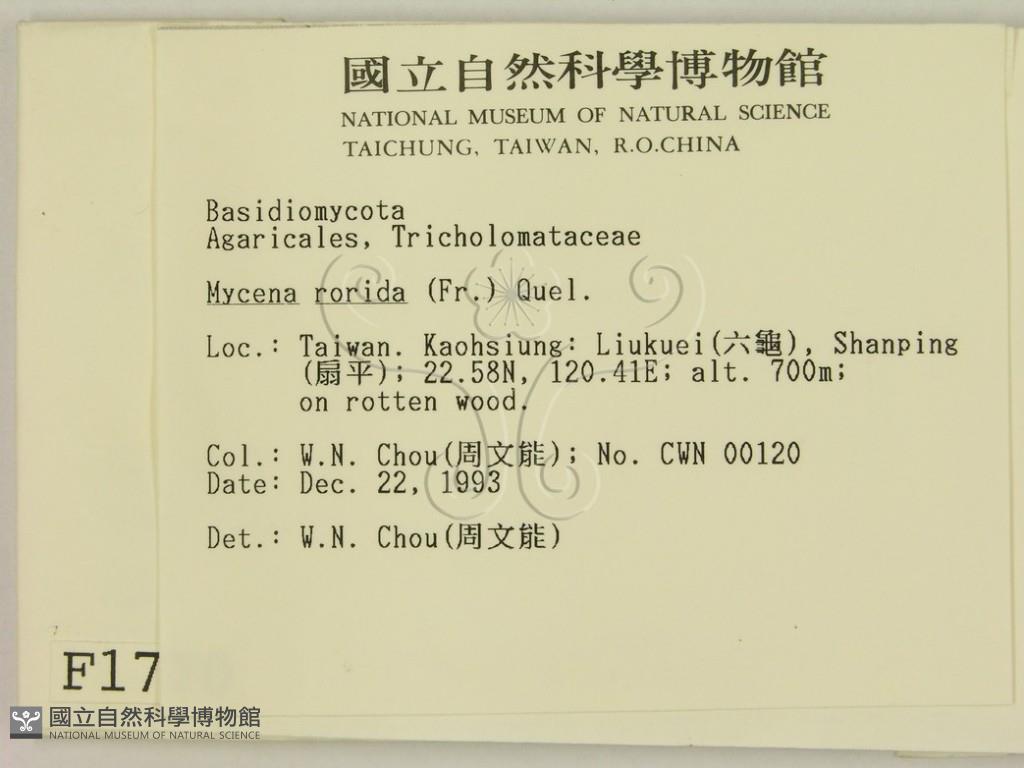 國立自然科學博物館
NATIONAL MUSEUM OF NATURAL SCIENCE
TAICHUNG, TAIWAN, R.O.CHINA
Basidiomycota
Agaricales, Tricholomataceae
Mycena rorida (Fr.) Quel.
Loc.: Taiwan. Kaohsiung: Liukuei(六龜), Shanping
(扇平); 22.58N, 120.41E; alt. 700m;
on rotten wood.
Col.: W.N. Chou(周文能); No. CWN 00120
Date: Dec. 22, 1993
Det.: W.N. Chou(周文能)
F17
國立自然科學博物館
NATIONAL MUSEUM OF NATURAL SCIENCE